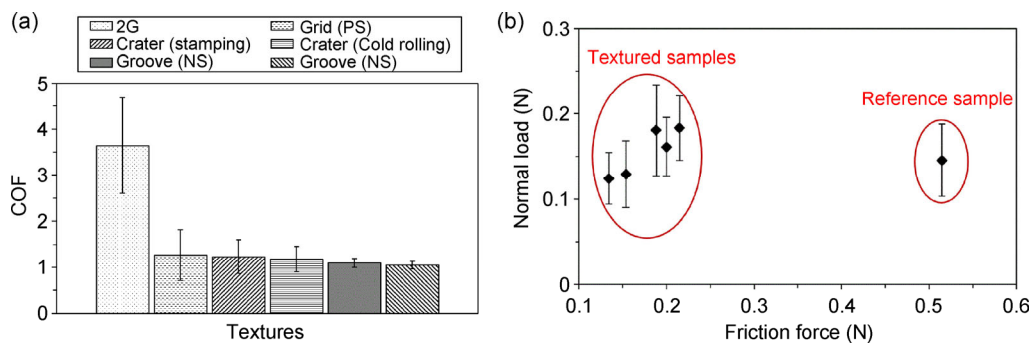 (a)
2G
Grid (PS)
Crater (stamping)
Crater (Cold rolling)
Groove (NS)
Groove (NS)
5
4
3
2
1
0
COF
Textures
(b)
0.3
0.2
0.1
0.00
Normal load (N)
Textured samples
Reference sample
0.1
0.2
0.3
0.4
0.5
0.6
Friction force (N)